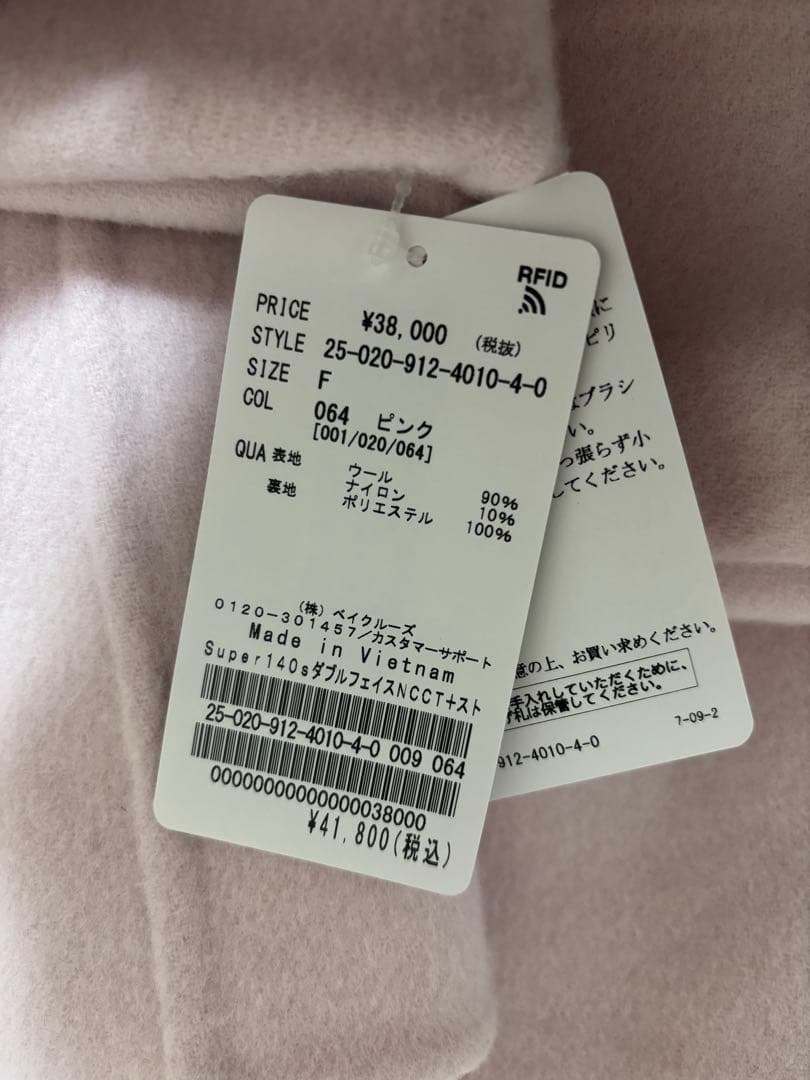 RFID
PRICE ¥38,000 (税抜)
STYLE 25-020-912-4010-4-0
SIZE F
COL 064 ピンク
[001/020/064]
QUA 表地 ウール 90%
ナイロン 10%
裏地 ポリエステル 100%
(株)ベイクルーズ
0120-301457/カスタマーサポート
Made in Vietnam
Super140sダブルフェイスNCCT+スト
25-020-912-4010-4-0 009 064
00000000000000038000
¥41,800(税込)
に
ピリ
ブラシ
い。
っ張らず小
してください。
意の上、お買い求めください。
手入れしていただくために、
札は保管してください。
7-09-2
912-4010-4-0